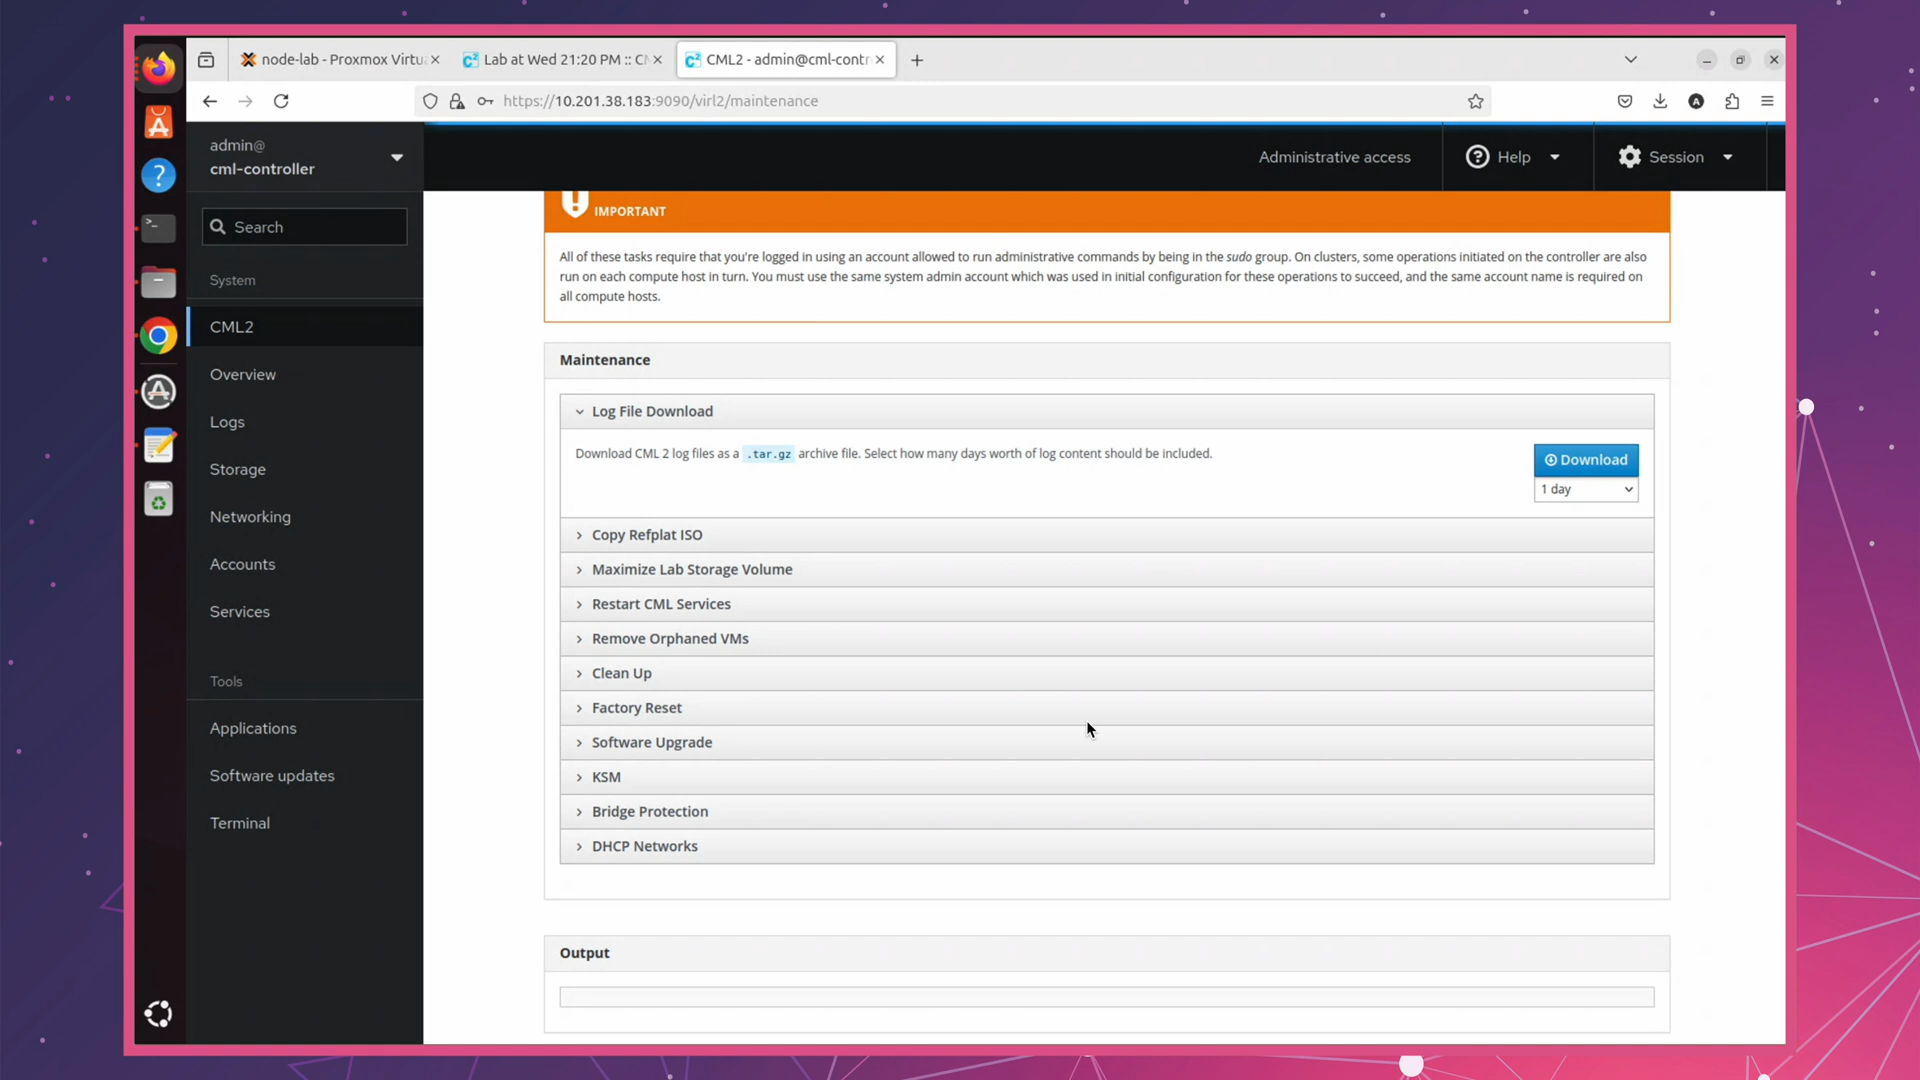 node-lab - Proxmox Virtua
Lab at Wed 21:20 PM :: CM
CML2 - admin@cml-contr
https://10.201.38.183:9090/virl2/maintenance
admin@
cml-controller
Administrative access
Help
Session
Search
System
CML2
Overview
Logs
Storage
Networking
Accounts
Services
Tools
Applications
Software updates
Terminal
IMPORTANT
All of these tasks require that you're logged in using an account allowed to run administrative commands by being in the sudo group. On clusters, some operations initiated on the controller are also
run on each compute host in turn. You must use the same system admin account which was used in initial configuration for these operations to succeed, and the same account name is required on
all compute hosts.
Maintenance
Log File Download
Download CML 2 log files as a .tar.gz archive file. Select how many days worth of log content should be included.
Download
1 day
Copy Refplat ISO
Maximize Lab Storage Volume
Restart CML Services
Remove Orphaned VMs
Clean Up
Factory Reset
Software Upgrade
KSM
Bridge Protection
DHCP Networks
Output